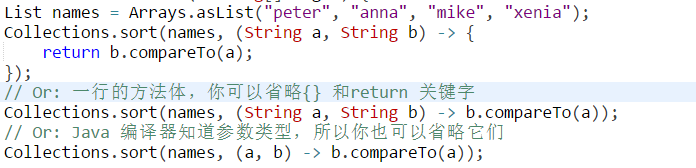 List names = Arrays.asList("peter", "anna", "mike", "xenia");
Collections.sort(names, (String a, String b) -> {
    return b.compareTo(a);
});
// Or: 一行的方法体，你可以省略{} 和return 关键字
Collections.sort(names, (String a, String b) -> b.compareTo(a));
// Or: Java 编译器知道参数类型，所以你也可以省略它们
Collections.sort(names, (a, b) -> b.compareTo(a));